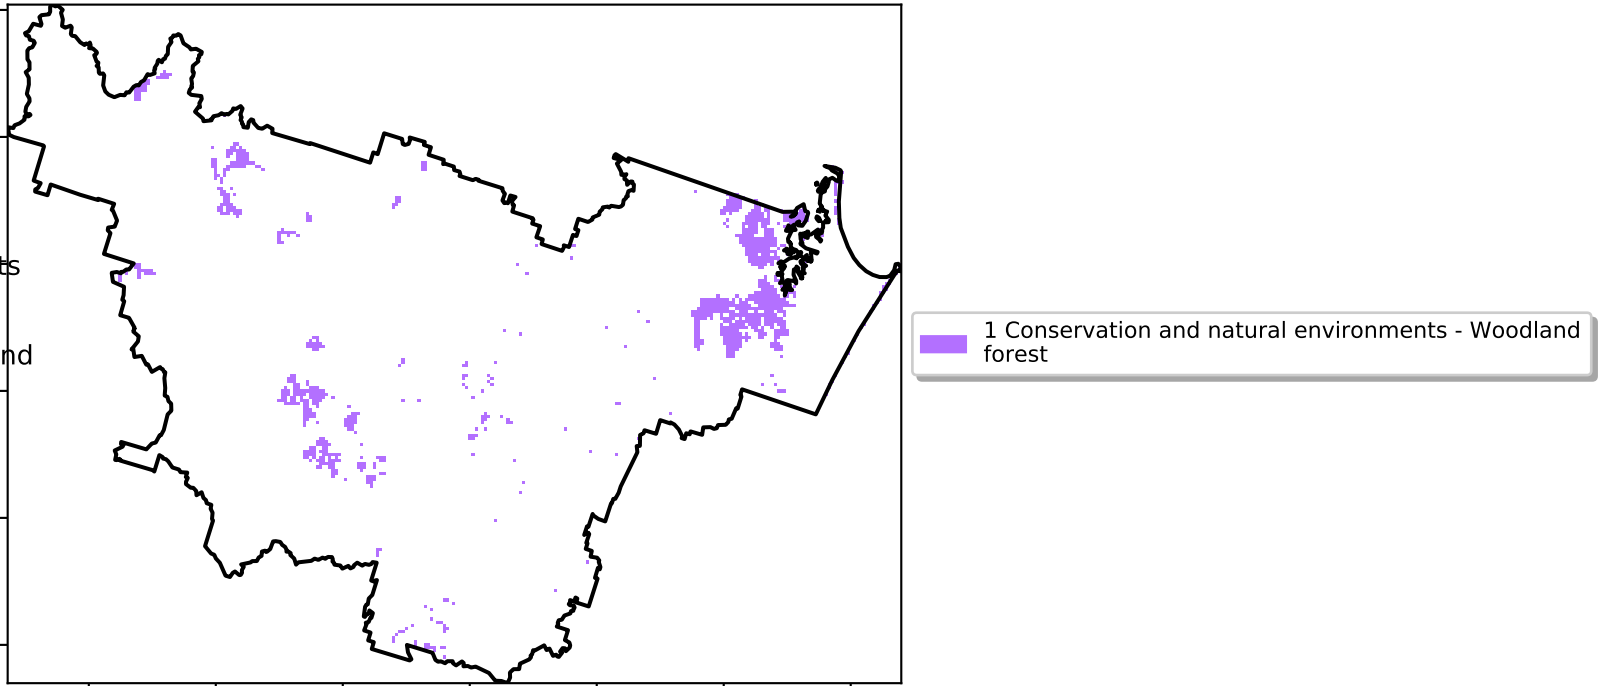 ts
nd
1 Conservation and natural environments - Woodland
forest